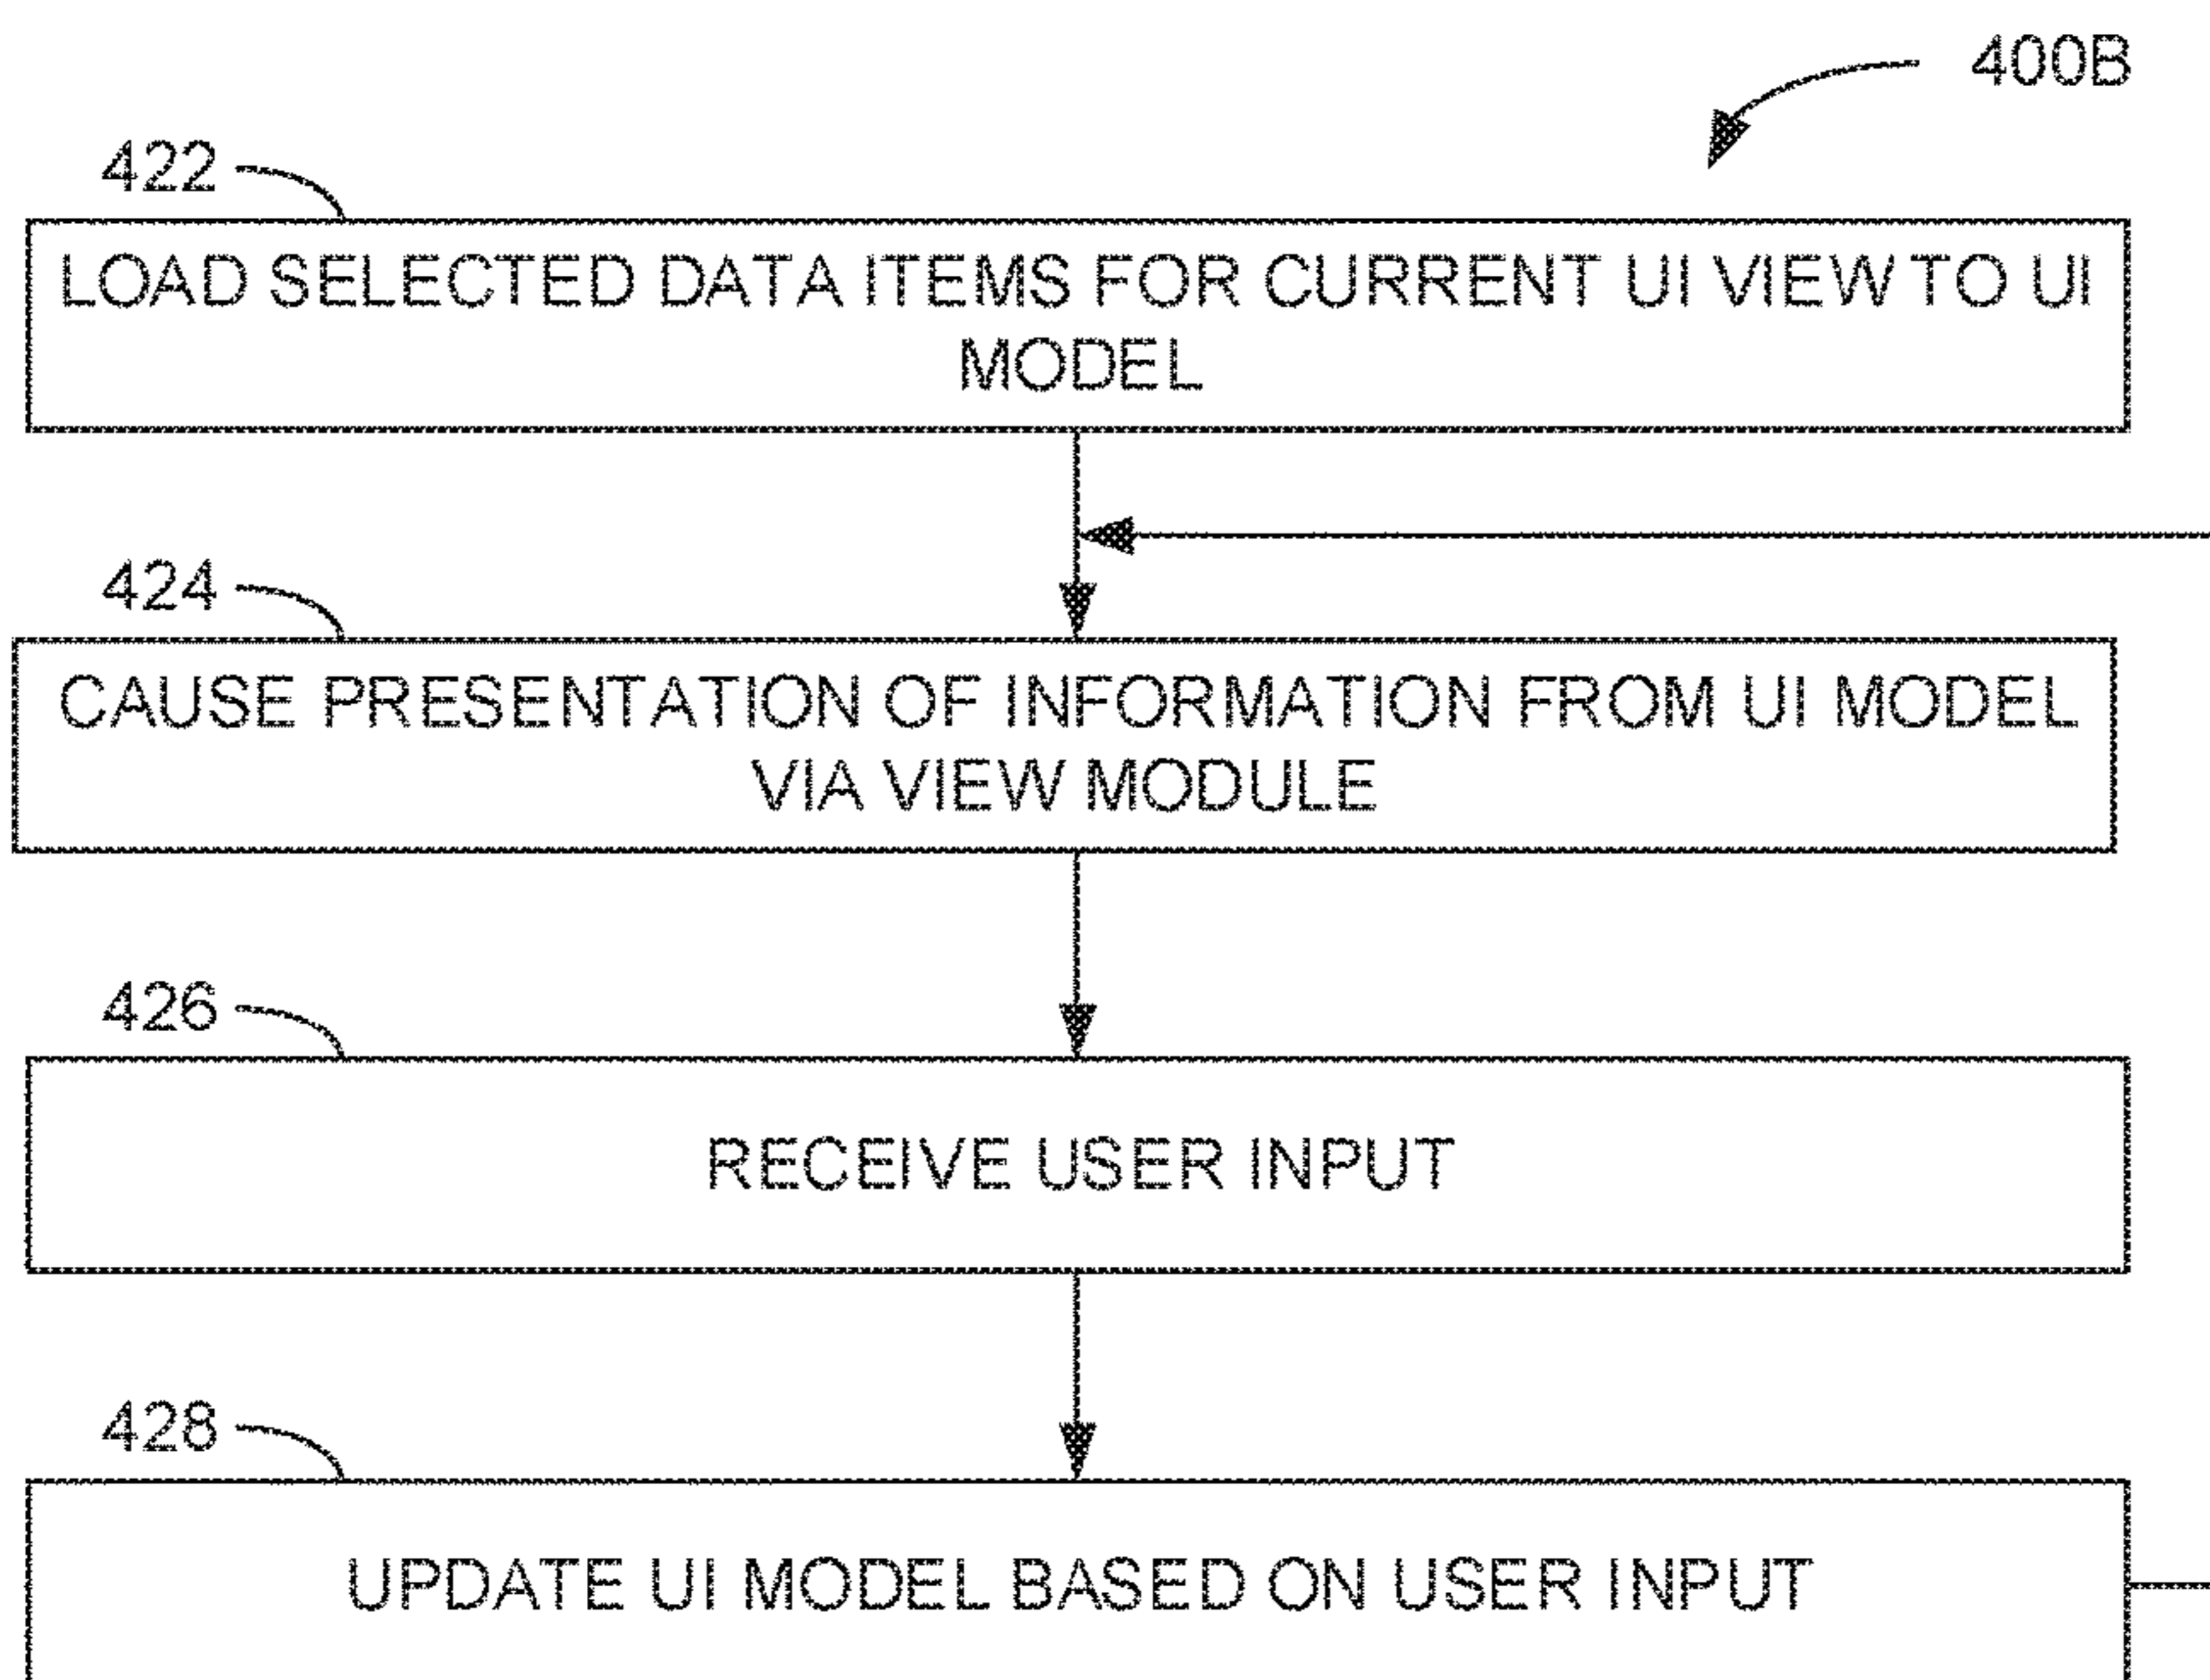 400B
422
LOAD SELECTED DATA ITEMS FOR CURRENT UI VIEW TO UI
MODEL
424
CAUSE PRESENTATION OF INFORMATION FROM UI MODEL
VIA VIEW MODULE
426
RECEIVE USER INPUT
428
UPDATE UI MODEL BASED ON USER INPUT